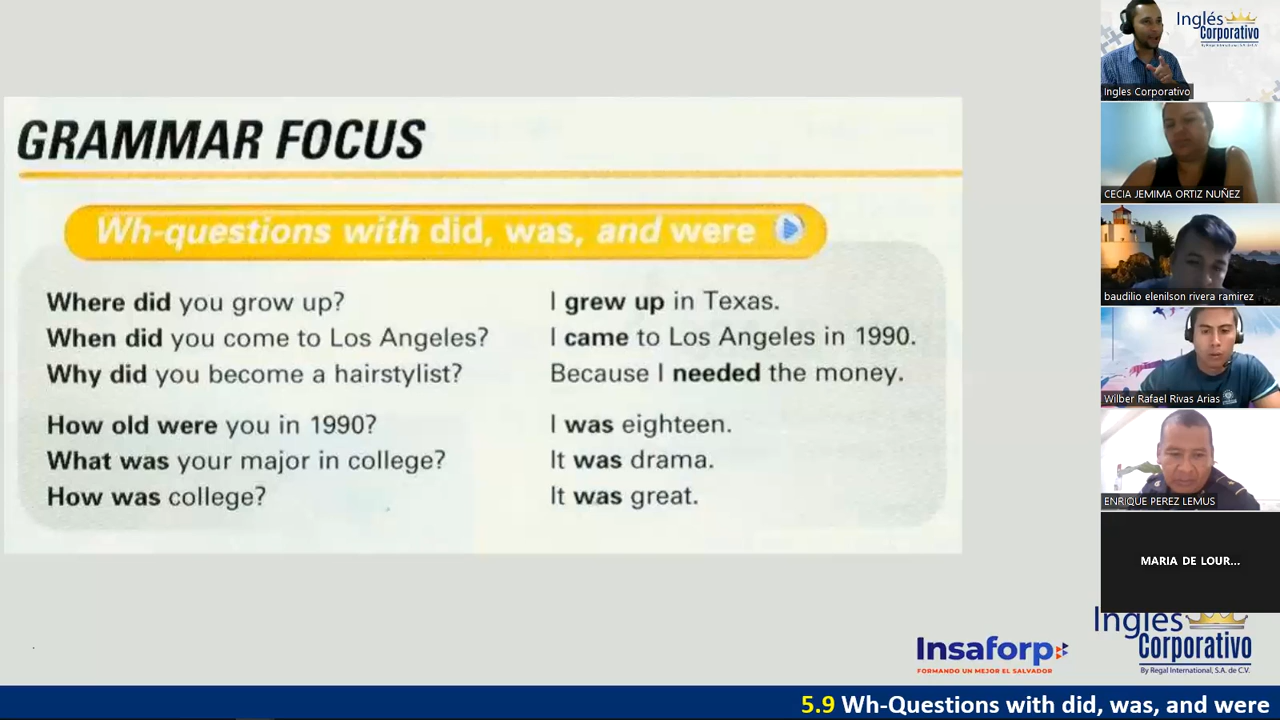 GRAMMAR FOCUS
Wh-questions with did, was, and were
Where did you grow up? I grew up in Texas.
When did you come to Los Angeles? I came to Los Angeles in 1990.
Why did you become a hairstylist? Because I needed the money.
How old were you in 1990? I was eighteen.
What was your major in college? It was drama.
How was college? It was great.
Inglés
Corporativo
By Regal International, S.A. de C.V.
Ingles Corporativo
CECIA JEMIMA ORTIZ NUÑEZ
baudilio elenilson rivera ramirez
Wilber Rafael Rivas Arias
ENRIQUE PEREZ LEMUS
MARIA DE LOUR...
Insaforp
FORMANDO UN MEJOR EL SALVADOR
Inglés
Corporativo
By Regal International, S.A. de C.V.
5.9 Wh-Questions with did, was, and were